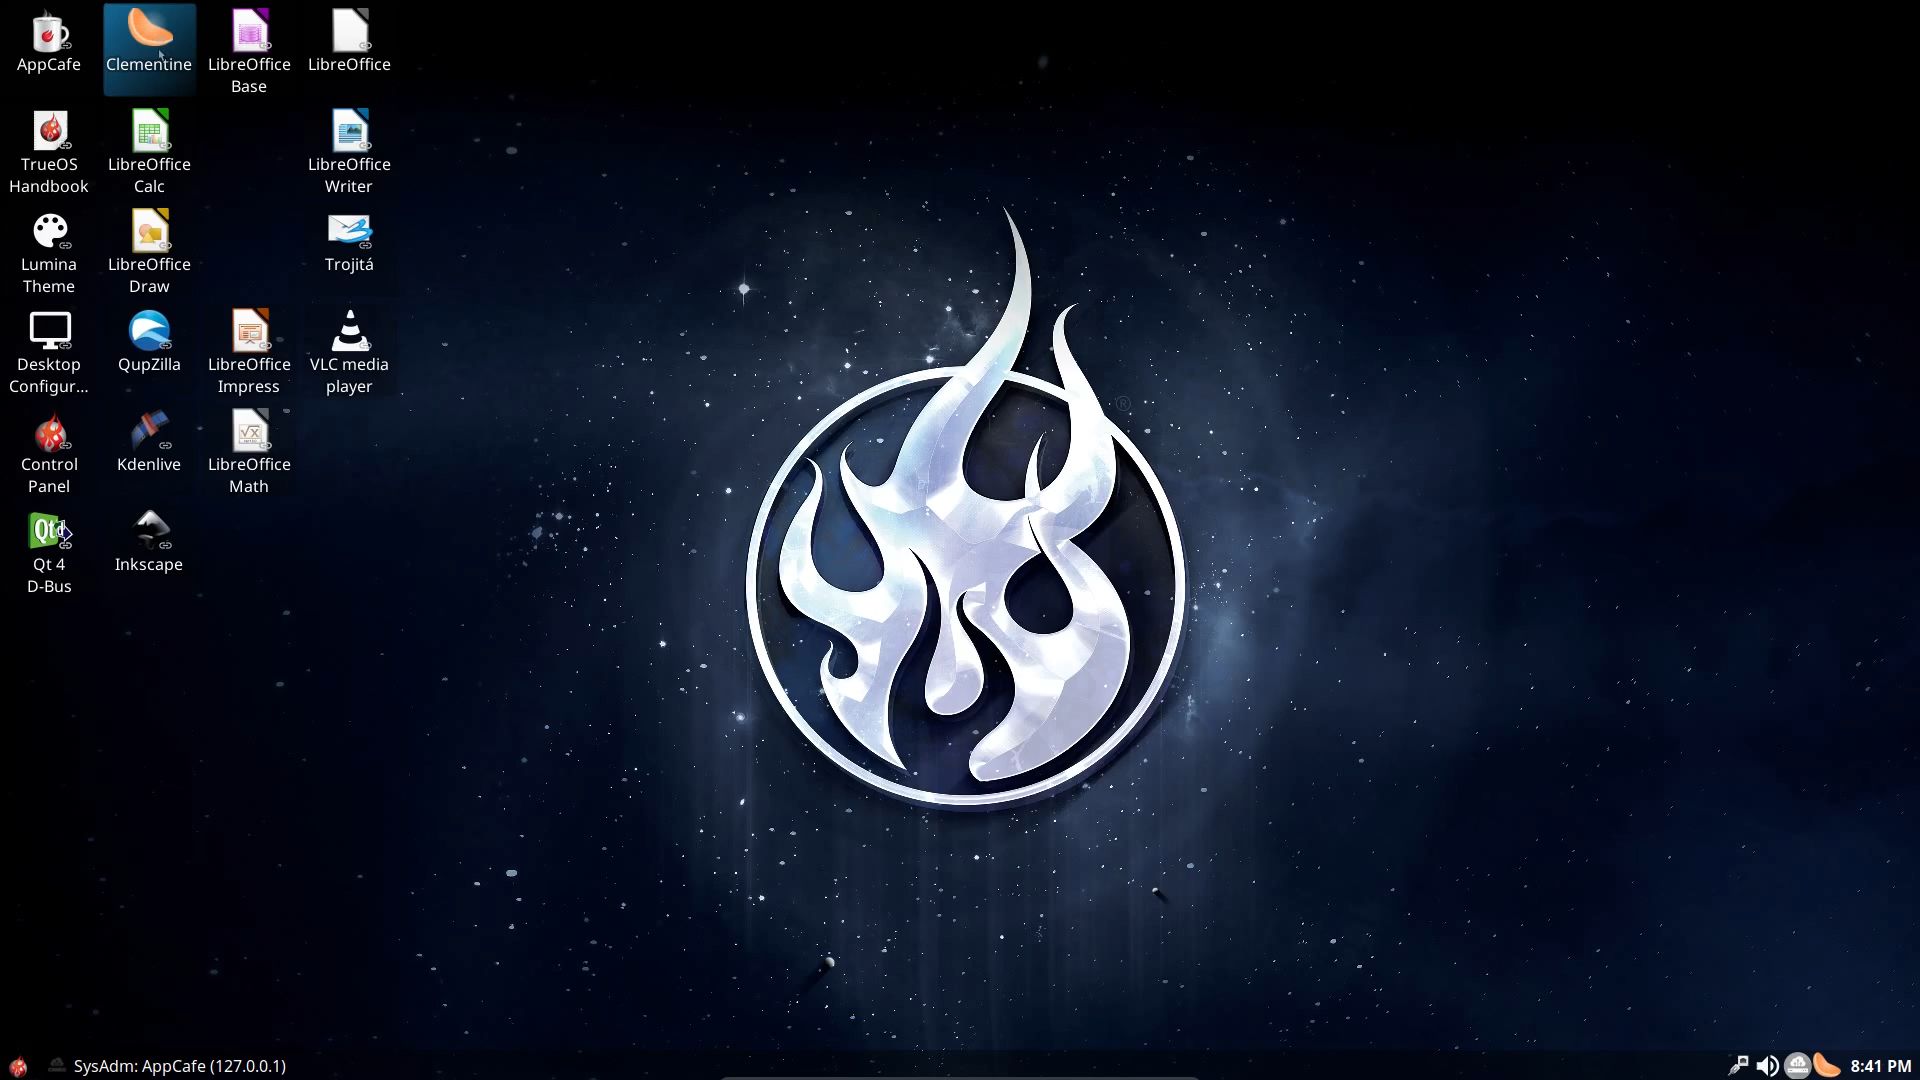 AppCafe
Clementine
LibreOffice
Base
LibreOffice
TrueOS
Handbook
LibreOffice
Calc
LibreOffice
Writer
Lumina
Theme
LibreOffice
Draw
Trojitá
Desktop
Configur...
QupZilla
LibreOffice
Impress
VLC media
player
Control
Panel
Kdenlive
LibreOffice
Math
Qt
d
Qt 4
D-Bus
Inkscape
®
SysAdm: AppCafe (127.0.0.1)
8:41 PM